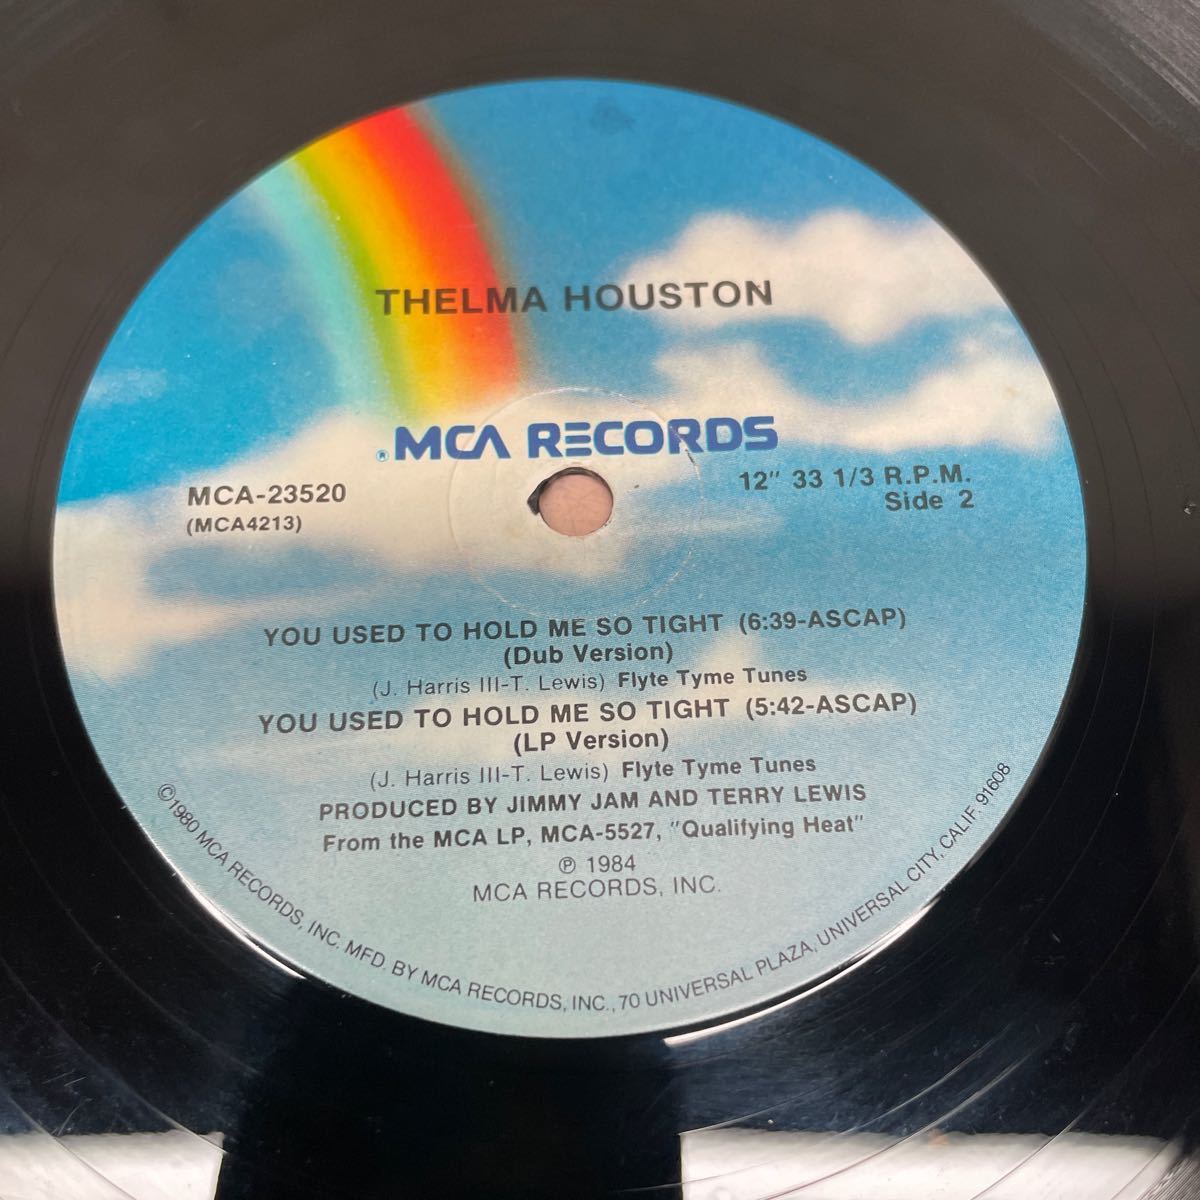 THELMA HOUSTON
® MCA RECORDS
MCA-23520
(MCA4213)
12" 33 1/3 R.P.M.
Side 2
YOU USED TO HOLD ME SO TIGHT (6:39-ASCAP)
(Dub Version)
(J. Harris III-T. Lewis) Flyte Tyme Tunes
YOU USED TO HOLD ME SO TIGHT (5:42-ASCAP)
(LP Version)
(J. Harris III-T. Lewis) Flyte Tyme Tunes
PRODUCED BY JIMMY JAM AND TERRY LEWIS
From the MCA LP, MCA-5527, "Qualifying Heat"
℗ 1984
MCA RECORDS, INC.
©1980 MCA RECORDS, INC. MFD. BY MCA RECORDS, INC., 70 UNIVERSAL PLAZA, UNIVERSAL CITY, CALIF. 91608